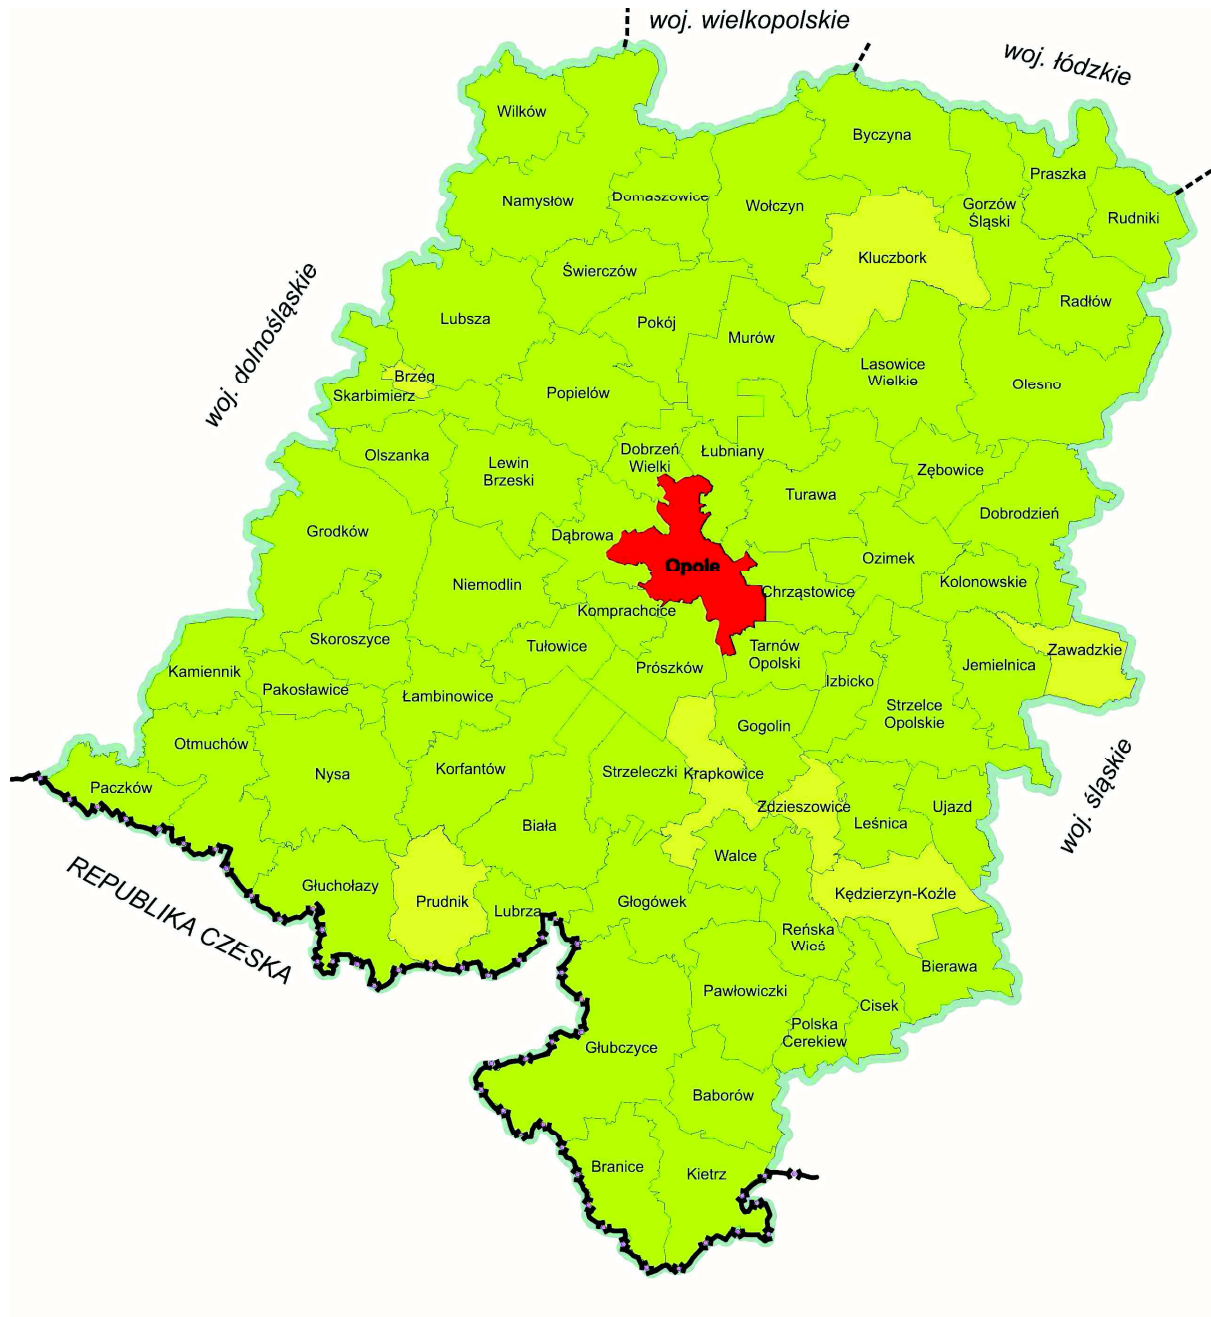 woj. wielkopolskie
woj. łódzkie
Wilków
Byczyna
Praszka
Namysłów
Domaszowice
Wołczyn
Gorzów
Śląski
Rudniki
Kluczbork
Świerczów
Radłów
woj. dolnośląskie
Lubsza
Pokój
Murów
Lasowice
Wielkie
Olesno
Brzeg
Skarbimierz
Popielów
Olszanka
Lewin
Brzeski
Dobrzeń
Wielki
Łubniany
Zębowice
Turawa
Dobrodzień
Grodków
Dąbrowa
Opole
Ozimek
Niemodlin
Kolonowskie
Chrząstowice
Komprachcice
Skoroszyce
Tułowice
Prószków
Tarnów
Opolski
Zawadzkie
Jemielnica
Kamiennik
Pakosławice
Łambinowice
Izbicko
Strzelce
Opolskie
Gogolin
Otmuchów
Nysa
Korfantów
Strzeleczki
Krapkowice
woj. śląskie
Paczków
Zdzieszowice
Ujazd
Leśnica
Biała
Walce
REPUBLIKA CZESKA
Głuchołazy
Prudnik
Lubrza
Głogówek
Kędzierzyn-Koźle
Reńska
Wieś
Bierawa
Pawłowiczki
Cisek
Polska
Cerekiew
Głubczyce
Baborów
Branice
Kietrz